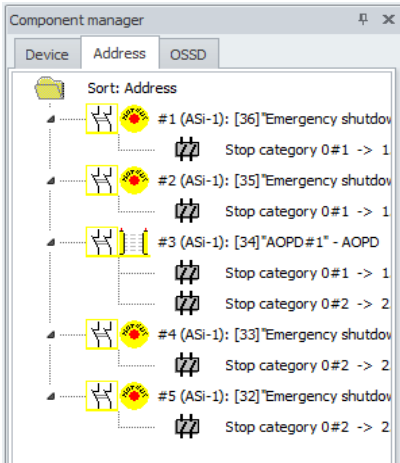 Component manager
Device Address OSSD
Sort: Address
#1 (ASi-1): [36]"Emergency shutdow
Stop category 0#1 -> 1
#2 (ASi-1): [35]"Emergency shutdow
Stop category 0#1 -> 1
#3 (ASi-1): [34]"AOPD#1" - AOPD
Stop category 0#1 -> 1
Stop category 0#2 -> 2
#4 (ASi-1): [33]"Emergency shutdow
Stop category 0#2 -> 2
#5 (ASi-1): [32]"Emergency shutdow
Stop category 0#2 -> 2